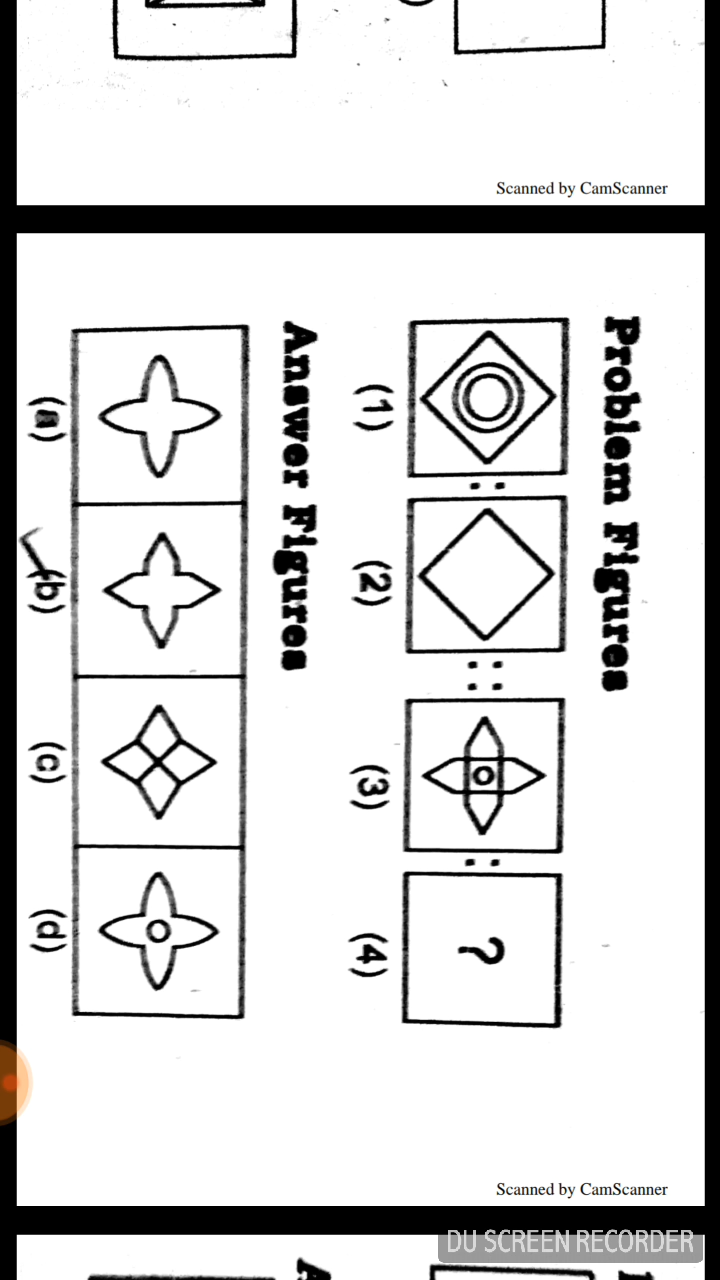 Scanned by CamScanner
Problem Figures
(1)
(2)
(3)
(4)
?
Answer Figures
(a)
(b)
(c)
(d)
Scanned by CamScanner
DU SCREEN RECORDER